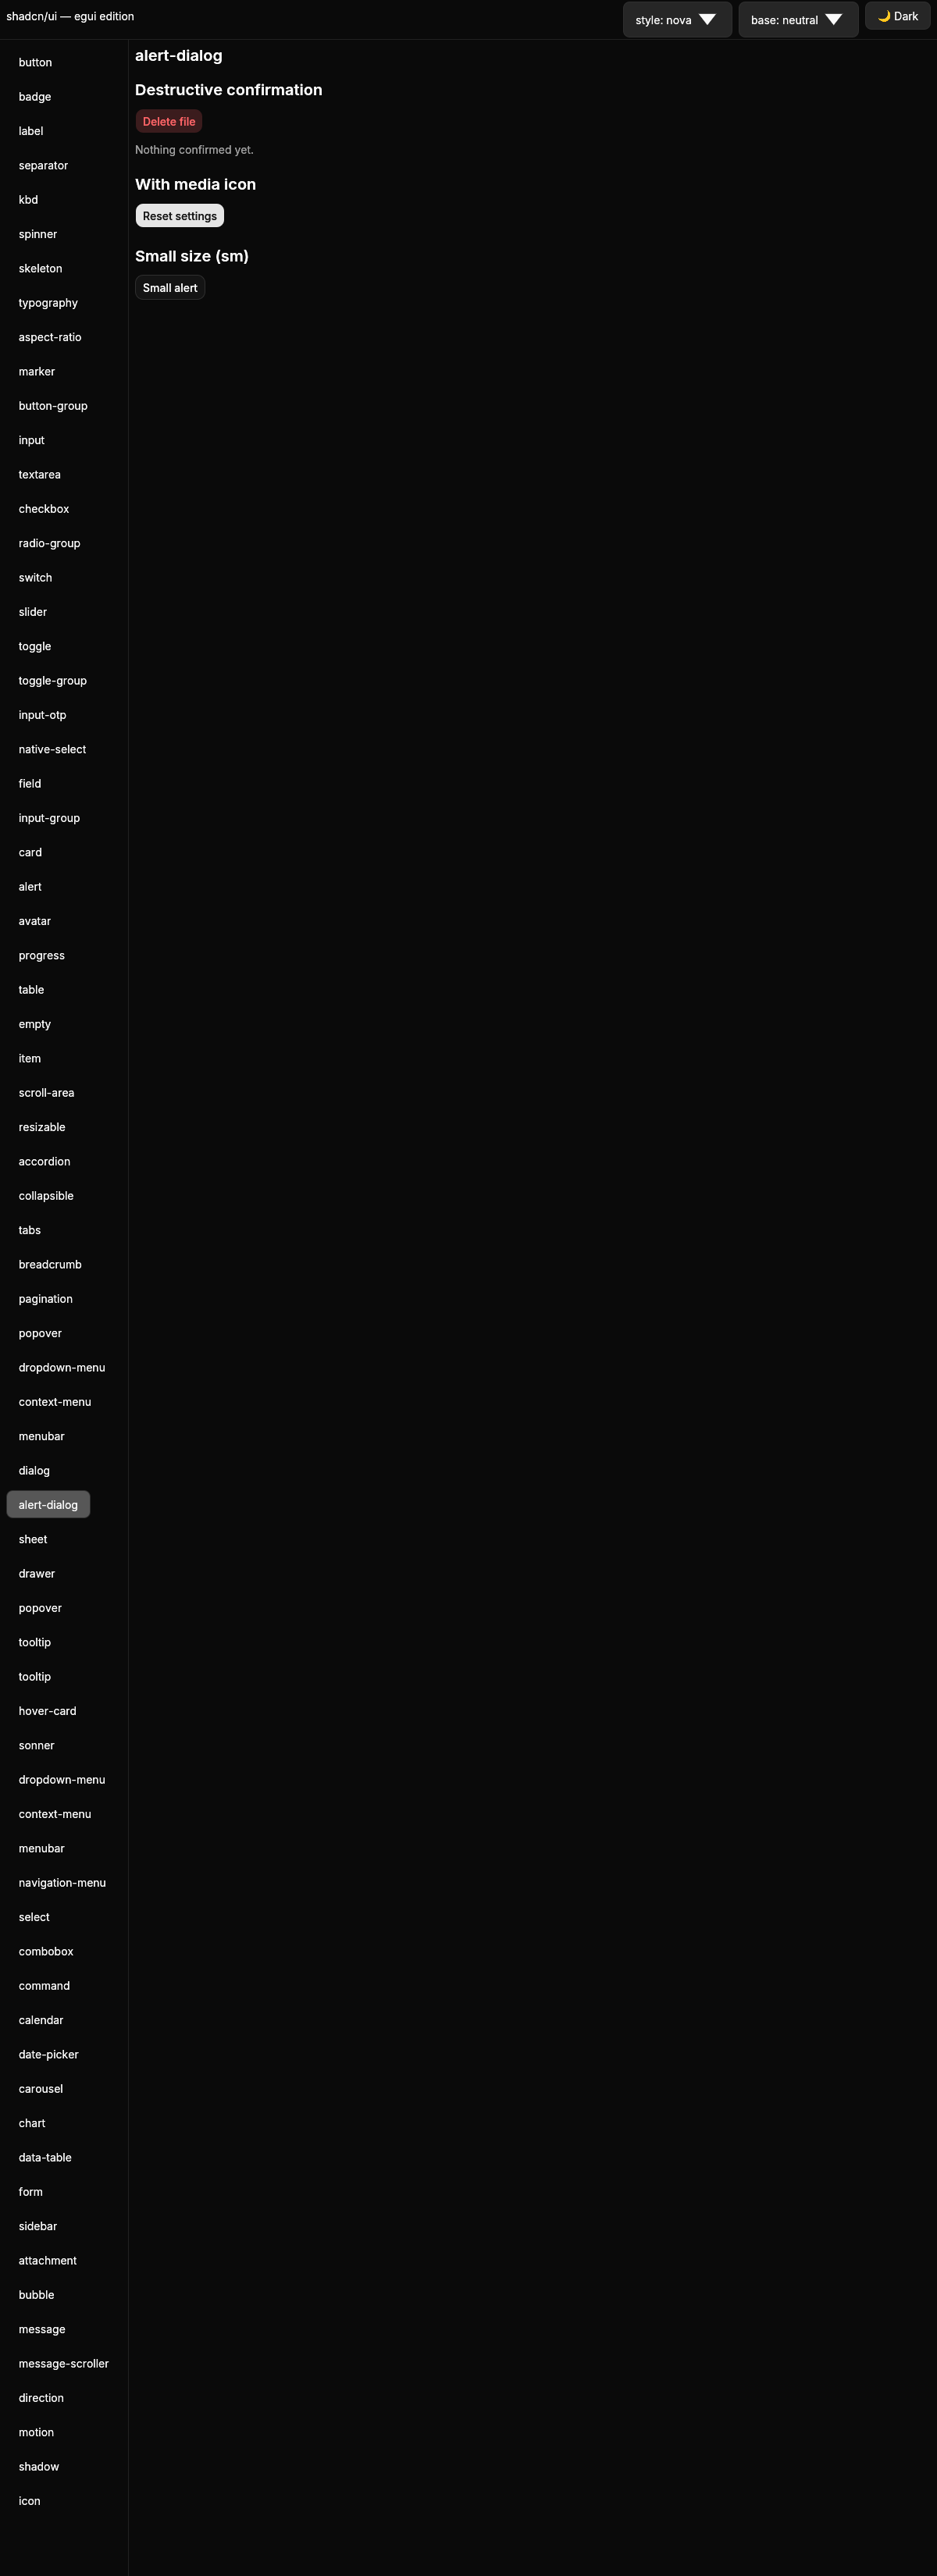 shadcn/ui — egui edition
style: nova
base: neutral
🌙 Dark
button
badge
label
separator
kbd
spinner
skeleton
typography
aspect-ratio
marker
button-group
input
textarea
checkbox
radio-group
switch
slider
toggle
toggle-group
input-otp
native-select
field
input-group
card
alert
avatar
progress
table
empty
item
scroll-area
resizable
accordion
collapsible
tabs
breadcrumb
pagination
popover
dropdown-menu
context-menu
menubar
dialog
alert-dialog
sheet
drawer
popover
tooltip
tooltip
hover-card
sonner
dropdown-menu
context-menu
menubar
navigation-menu
select
combobox
command
calendar
date-picker
carousel
chart
data-table
form
sidebar
attachment
bubble
message
message-scroller
direction
motion
shadow
icon
alert-dialog
Destructive confirmation
Delete file
Nothing confirmed yet.
With media icon
Reset settings
Small size (sm)
Small alert